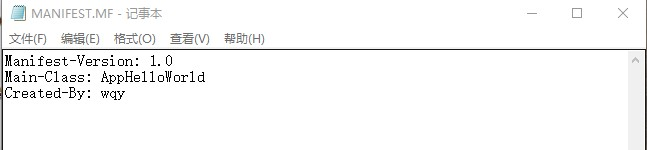 MANIFEST.MF - 记事本
文件(F) 编辑(E) 格式(O) 查看(V) 帮助(H)
Manifest-Version: 1.0
Main-Class: AppHelloWorld
Created-By: wqy